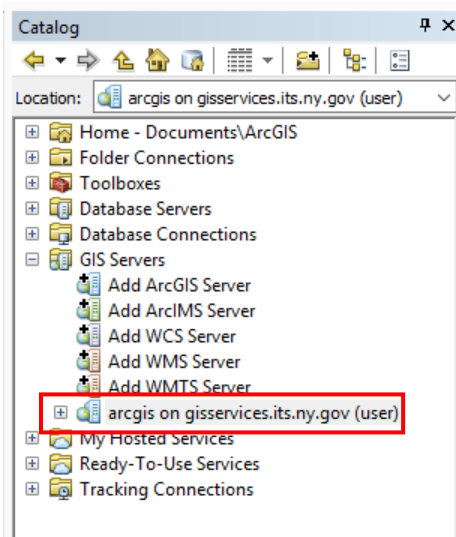 Catalog
Location: arcgis on gisservices.its.ny.gov (user)
Home - Documents\ArcGIS
Folder Connections
Toolboxes
Database Servers
Database Connections
GIS Servers
Add ArcGIS Server
Add ArcIMS Server
Add WCS Server
Add WMS Server
Add WMTS Server
arcgis on gisservices.its.ny.gov (user)
My Hosted Services
Ready-To-Use Services
Tracking Connections